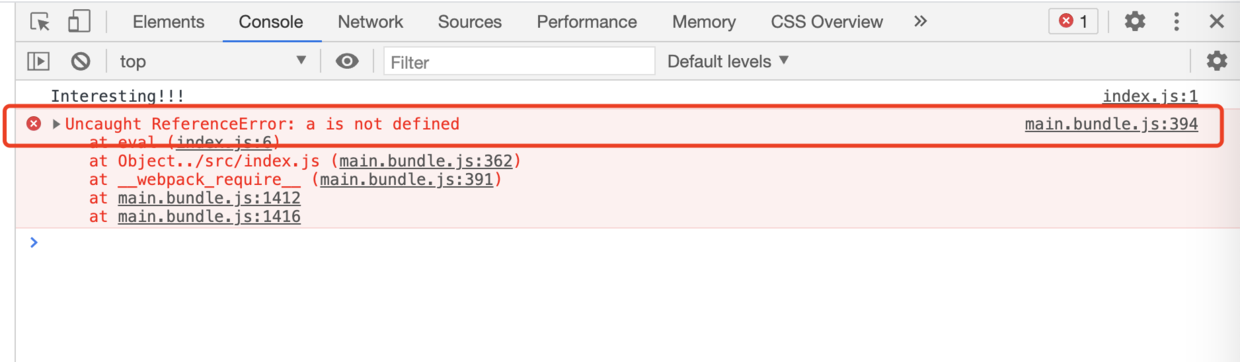 Elements Console Network Sources Performance Memory CSS Overview » 1
top Filter Default levels
Interesting!!! index.js:1
Uncaught ReferenceError: a is not defined main.bundle.js:394
at eval (index.js:6)
at Object../src/index.js (main.bundle.js:362)
at __webpack_require__ (main.bundle.js:391)
at main.bundle.js:1412
at main.bundle.js:1416